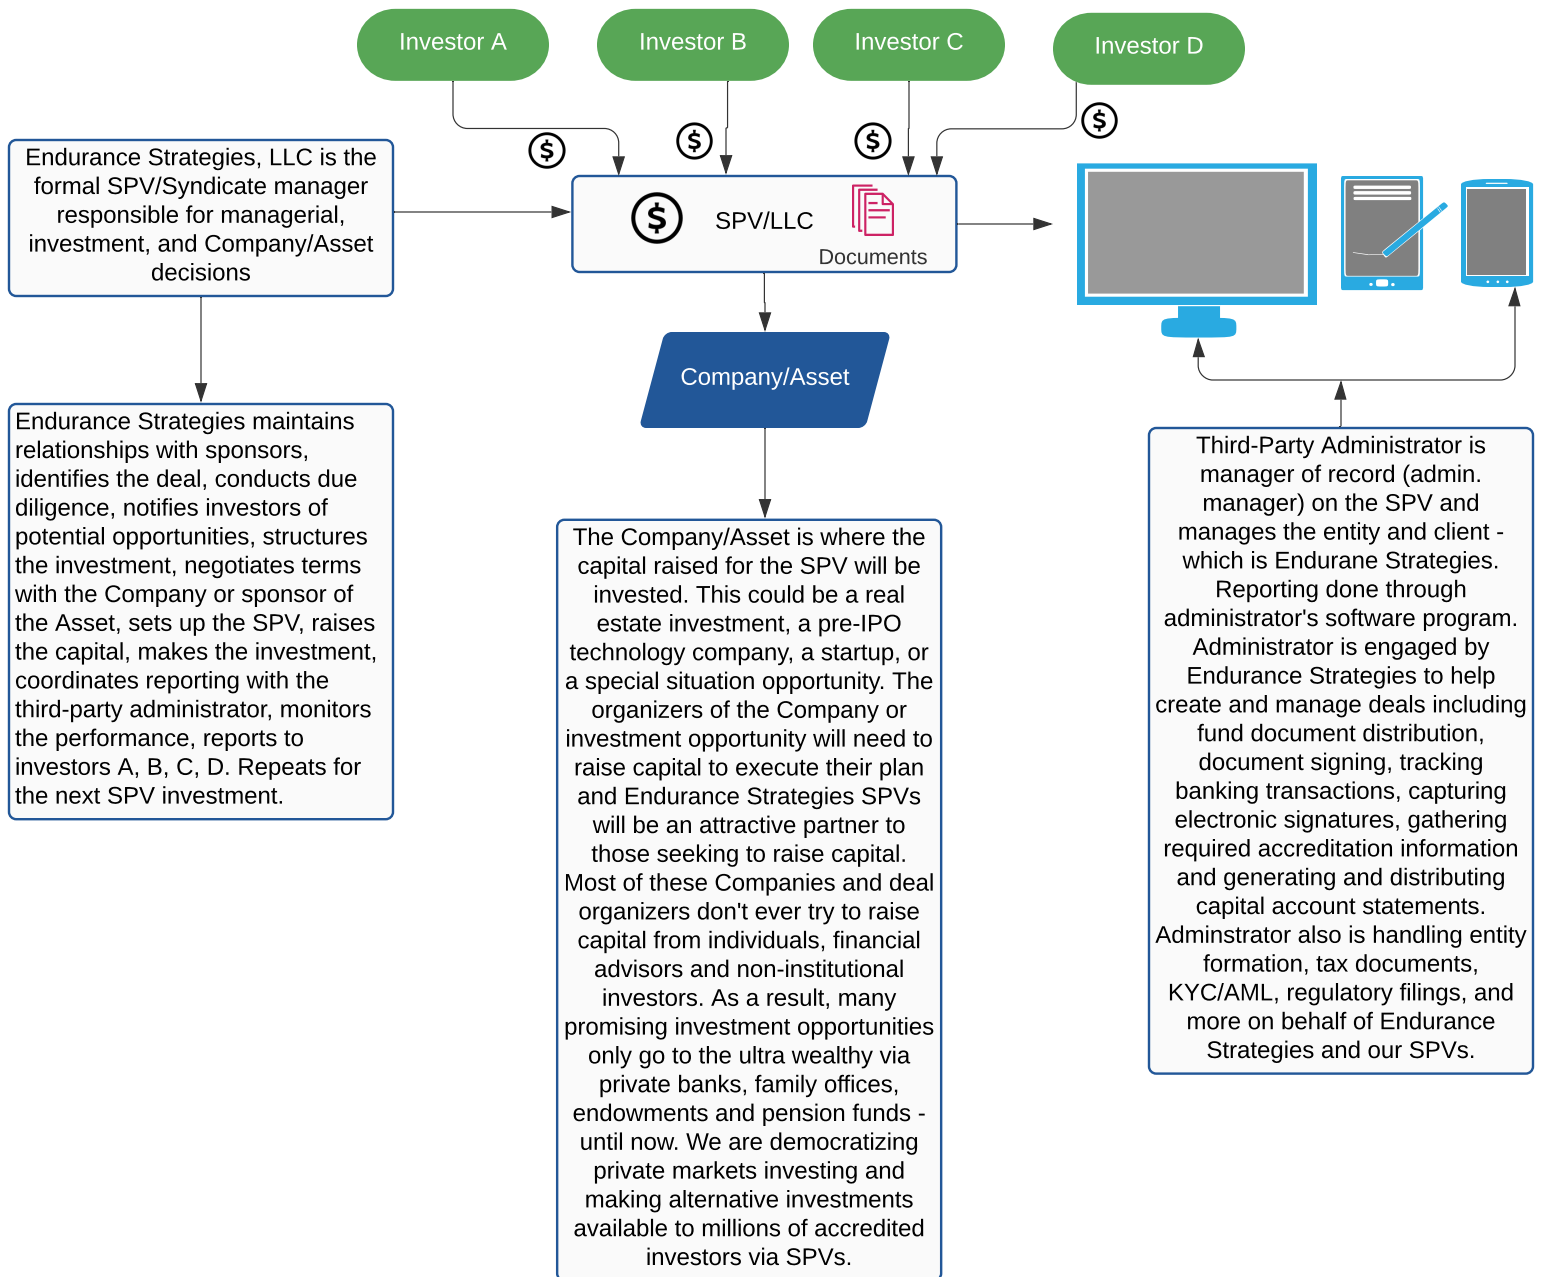 Investor A
Investor B
Investor C
Investor D
$
$
$
$
Endurance Strategies, LLC is the
formal SPV/Syndicate manager
responsible for managerial,
investment, and Company/Asset
decisions
$
SPV/LLC
Documents
Company/Asset
Endurance Strategies maintains
relationships with sponsors,
identifies the deal, conducts due
diligence, notifies investors of
potential opportunities, structures
the investment, negotiates terms
with the Company or sponsor of
the Asset, sets up the SPV, raises
the capital, makes the investment,
coordinates reporting with the
third-party administrator, monitors
the performance, reports to
investors A, B, C, D. Repeats for
the next SPV investment.
The Company/Asset is where the
capital raised for the SPV will be
invested. This could be a real
estate investment, a pre-IPO
technology company, a startup, or
a special situation opportunity. The
organizers of the Company or
investment opportunity will need to
raise capital to execute their plan
and Endurance Strategies SPVs
will be an attractive partner to
those seeking to raise capital.
Most of these Companies and deal
organizers don't ever try to raise
capital from individuals, financial
advisors and non-institutional
investors. As a result, many
promising investment opportunities
only go to the ultra wealthy via
private banks, family offices,
endowments and pension funds -
until now. We are democratizing
private markets investing and
making alternative investments
available to millions of accredited
investors via SPVs.
Third-Party Administrator is
manager of record (admin.
manager) on the SPV and
manages the entity and client -
which is Endurane Strategies.
Reporting done through
administrator's software program.
Administrator is engaged by
Endurance Strategies to help
create and manage deals including
fund document distribution,
document signing, tracking
banking transactions, capturing
electronic signatures, gathering
required accreditation information
and generating and distributing
capital account statements.
Adminstrator also is handling entity
formation, tax documents,
KYC/AML, regulatory filings, and
more on behalf of Endurance
Strategies and our SPVs.